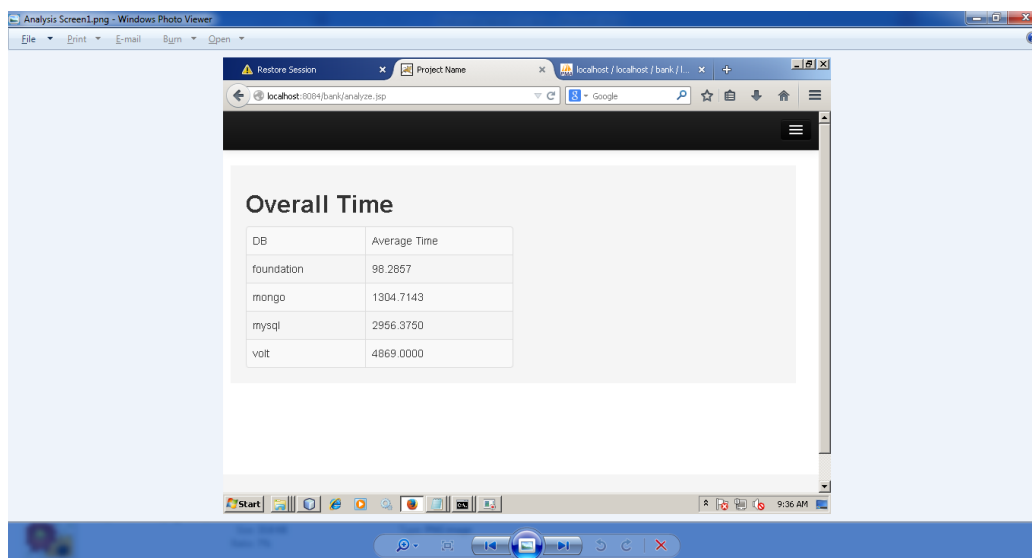 Analysis Screen1.png - Windows Photo Viewer
File Print E-mail Burn Open
Restore Session Project Name localhost / localhost / bank / l...
localhost:8084/bank/analyze.jsp Google
Overall Time
DB Average Time
foundation 98.2857
mongo 1304.7143
mysql 2956.3750
volt 4869.0000
Start 9:36 AM